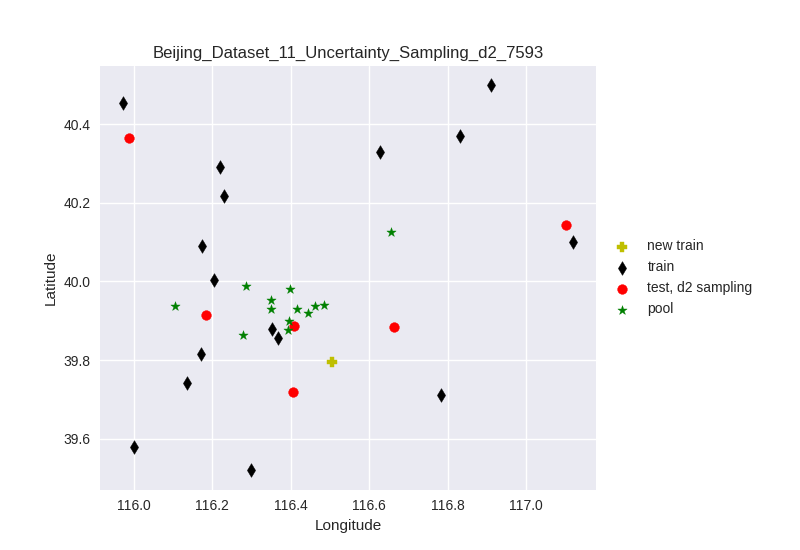 Beijing_Dataset_11_Uncertainty_Sampling_d2_7593
40.4
40.2
40.0
39.8
39.6
Latitude
116.0 116.2 116.4 116.6 116.8 117.0
Longitude
new train
train
test, d2 sampling
pool